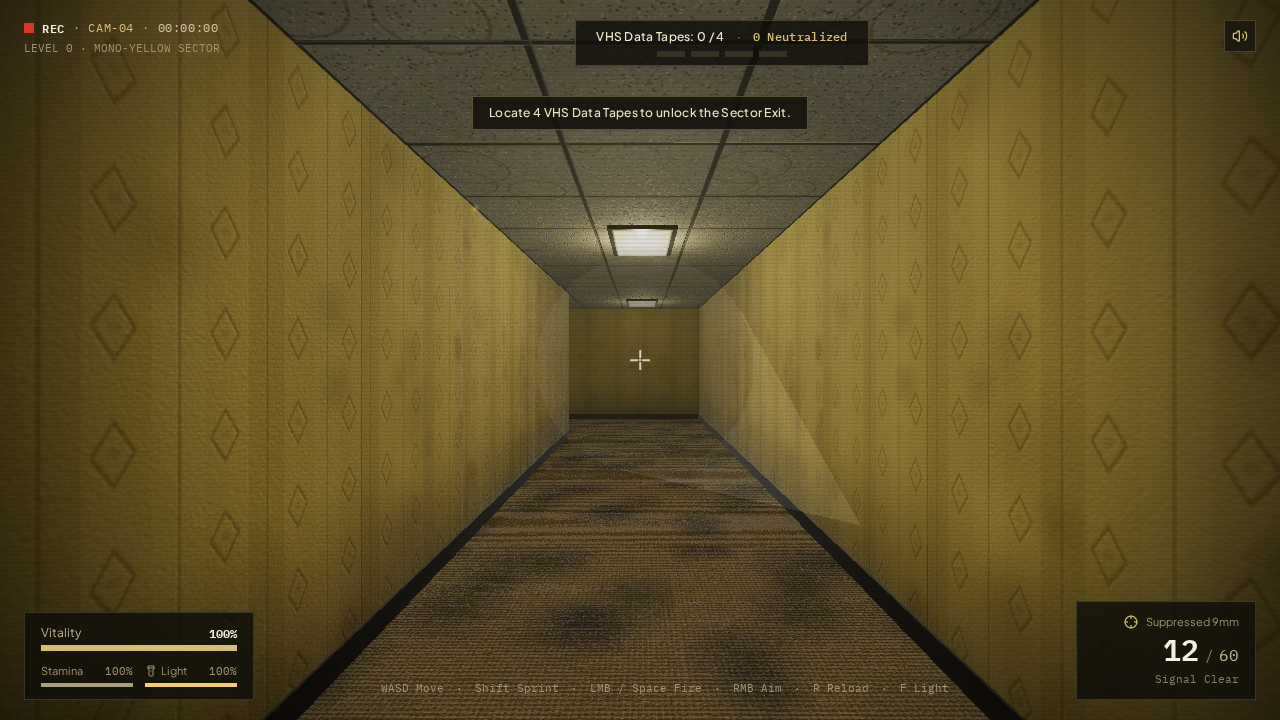 REC · CAM-04 · 00:00:00
LEVEL 0 · MONO-YELLOW SECTOR
VHS Data Tapes: 0 / 4 · 0 Neutralized
Locate 4 VHS Data Tapes to unlock the Sector Exit.
Vitality 100%
Stamina 100% Light 100%
WASD Move · Shift Sprint · LMB / Space Fire · RMB Aim · R Reload · F Light
Suppressed 9mm
12 / 60
Signal Clear